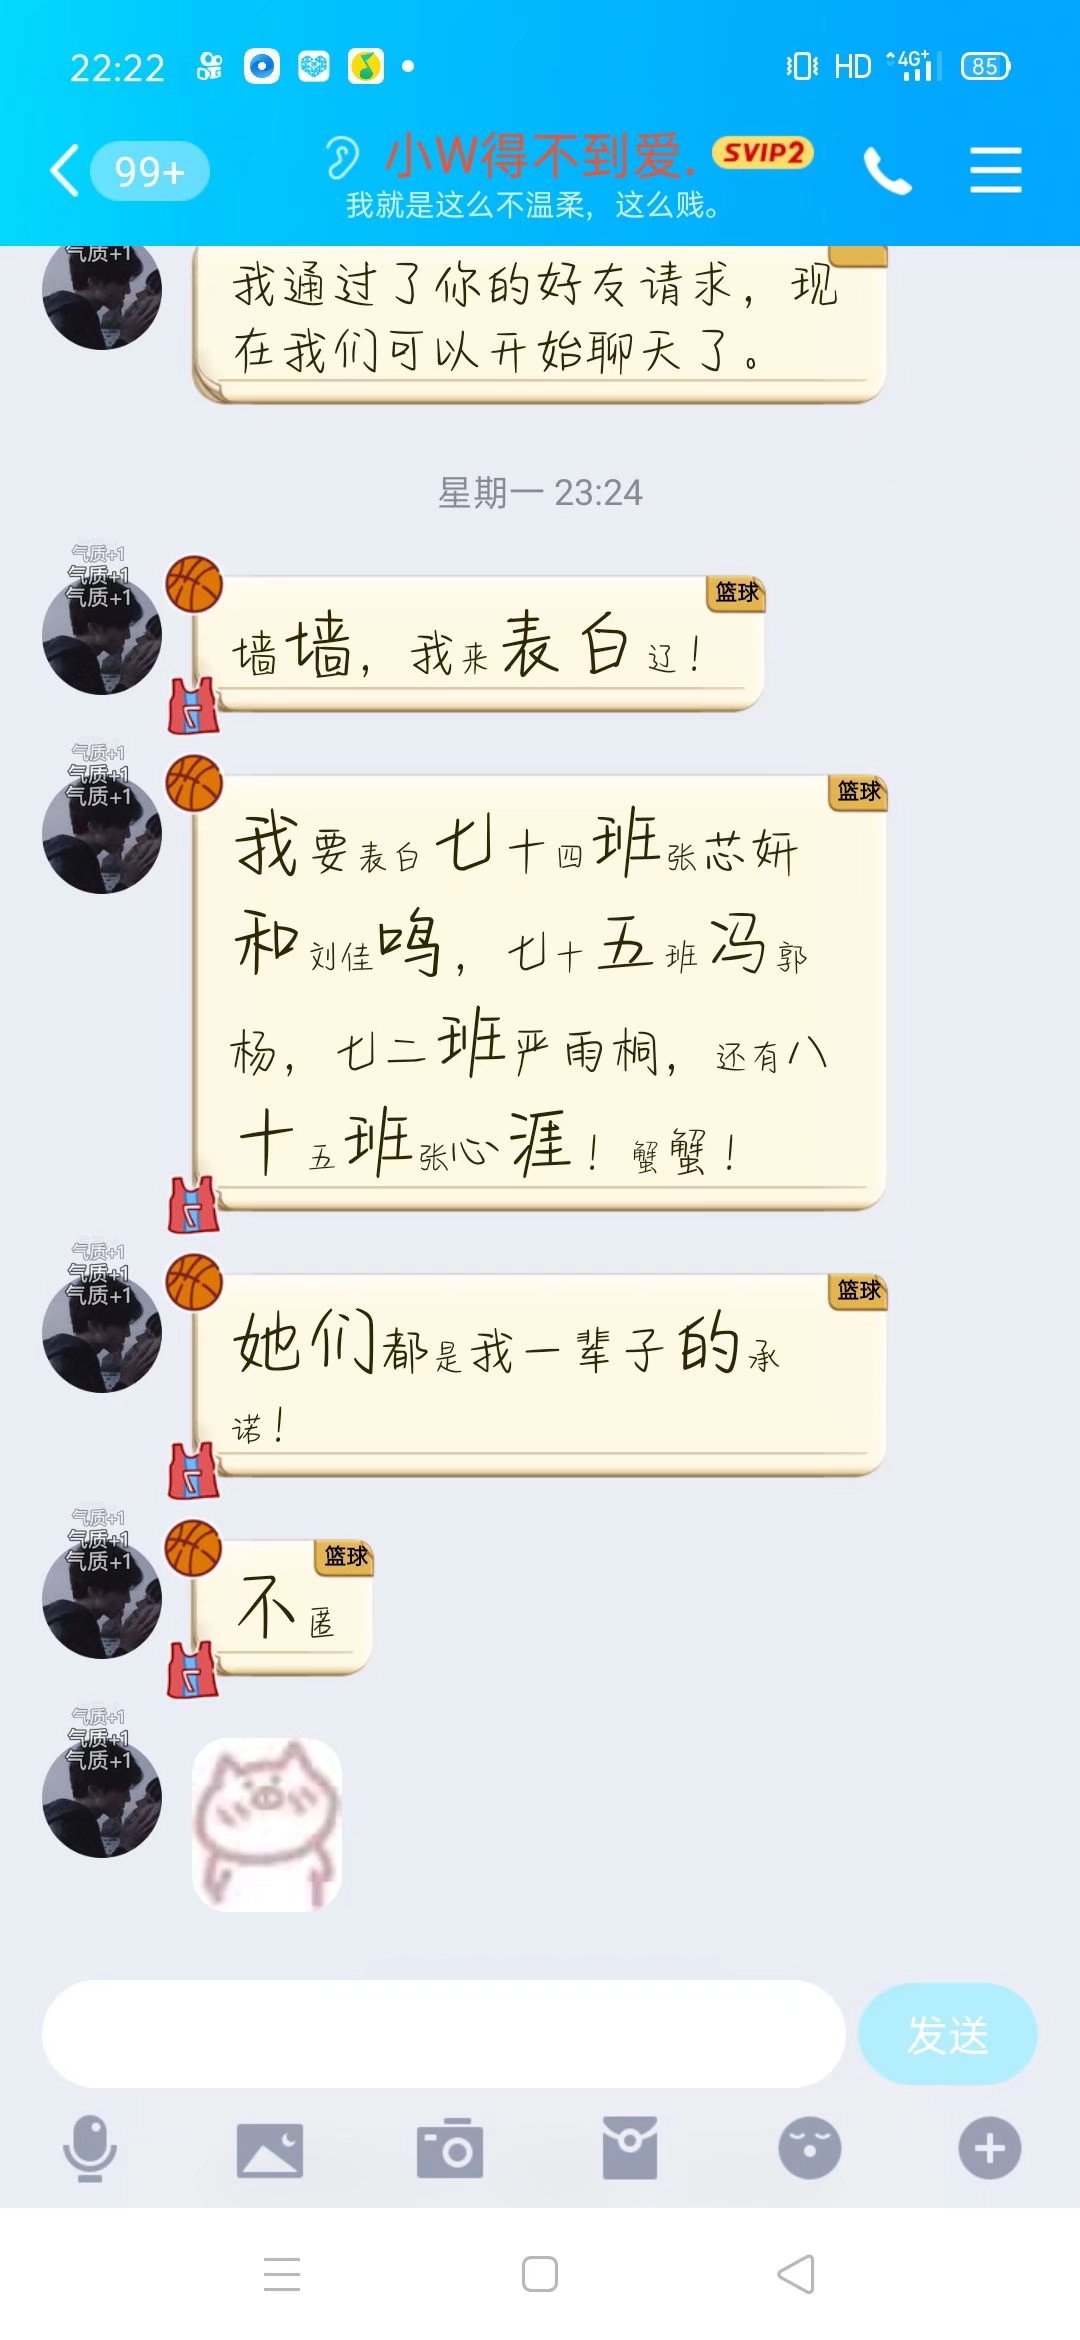 22:22
HD 4G+ 85
99+
小W得不到爱.
SVIP2
我就是这么不温柔，这么贱。
气质+1
我通过了你的好友请求，现
在我们可以开始聊天了。
星期一 23:24
气质+1
气质+1
气质+1
篮球
墙墙，我来表白辽！
气质+1
气质+1
气质+1
篮球
我要表白七十四班张芯妍
和刘佳鸣，七十五班冯郭
杨，七二班严雨桐，还有八
十五班张心涯！蟹蟹！
气质+1
气质+1
气质+1
篮球
她们都是我一辈子的承
诺！
气质+1
气质+1
气质+1
篮球
不匿
气质+1
气质+1
气质+1
发送